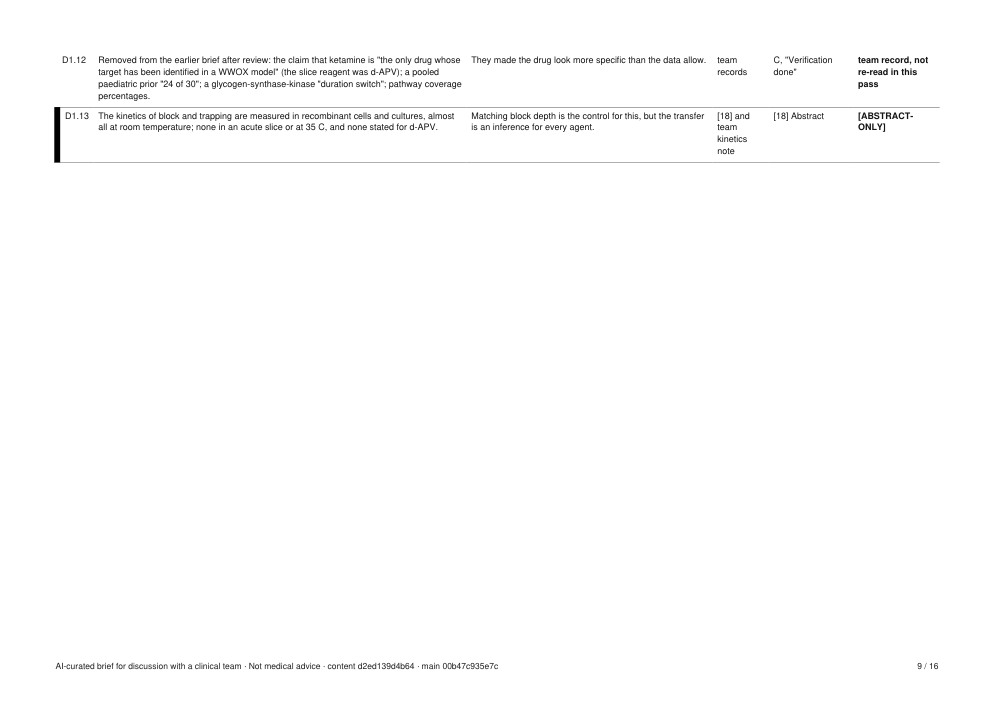 D1.12 Removed from the earlier brief after review: the claim that ketamine is "the only drug whose They made the drug look more specific than the data allow. team C, "Verification team record, not
target has been identified in a WWOX model" (the slice reagent was d-APV); a pooled records done" re-read in this
paediatric prior "24 of 30"; a glycogen-synthase-kinase "duration switch"; pathway coverage pass
percentages.
D1.13 The kinetics of block and trapping are measured in recombinant cells and cultures, almost Matching block depth is the control for this, but the transfer [18] and [18] Abstract [ABSTRACT-
all at room temperature; none in an acute slice or at 35 C, and none stated for d-APV. is an inference for every agent. team ONLY]
kinetics
note
AI-curated brief for discussion with a clinical team · Not medical advice · content d2ed139d4b64 · main 00b47c935e7c 9 / 16